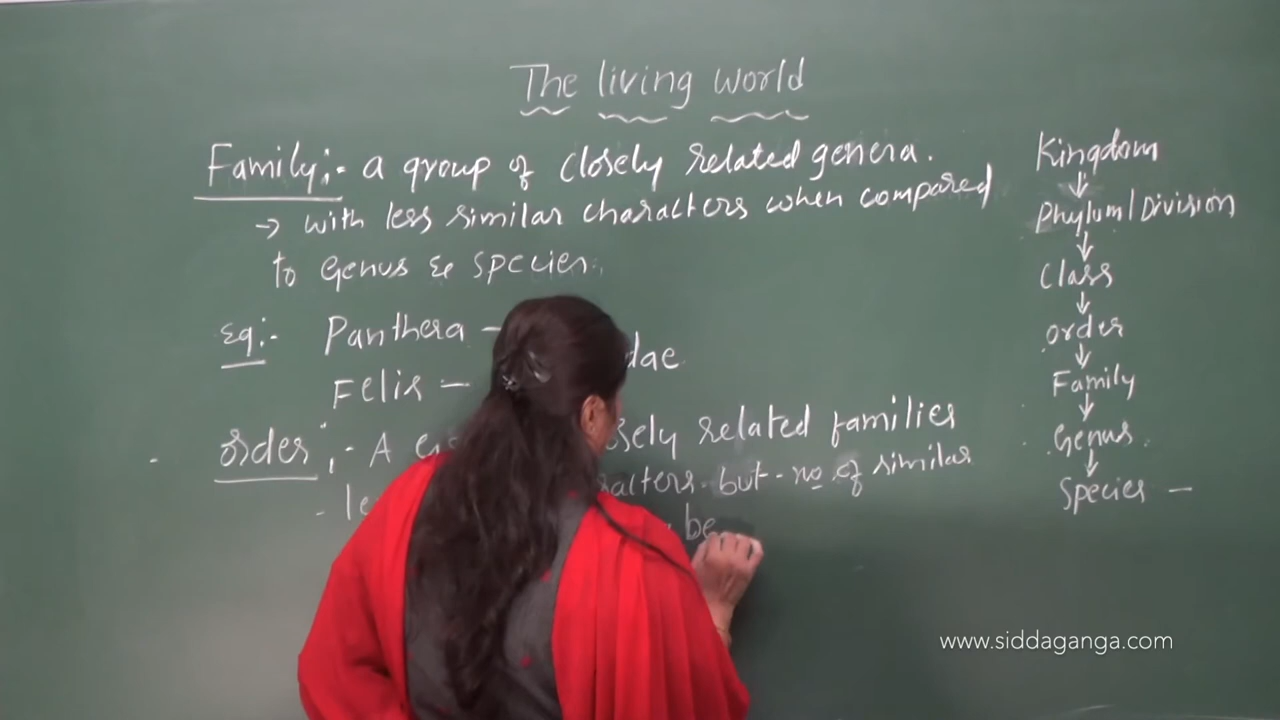 The living world
Family:- a group of closely related genera.
→ with less similar characters when compared
to Genus & Species.
Eg:- Panthera –
dae
Felis –
order :- A
sely related families
acters but no of similar
be
Kingdom
↓
Phylum/Division
↓
Class
↓
order
↓
Family
↓
Genus
↓
Species –
www.siddaganga.com